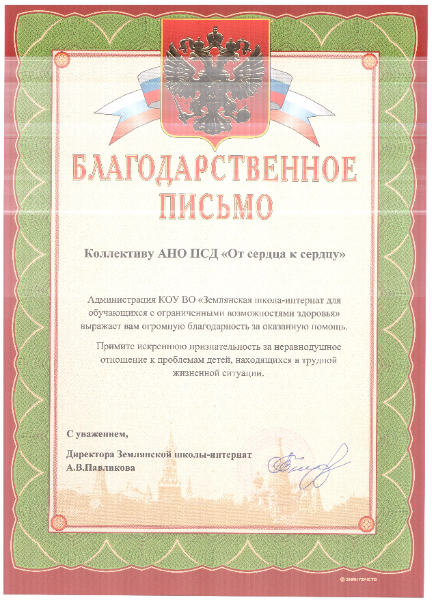 БЛАГОДАРСТВЕННОЕ
ПИСЬМО
Коллективу АНО ПСД «От сердца к сердцу»
Администрация КОУ ВО «Землянская школа-интернат для
обучающихся с ограниченными возможностями здоровья»
выражает вам огромную благодарность за оказанную помощь.
Примите искреннюю признательность за неравнодушное
отношение к проблемам детей, находящихся в трудной
жизненной ситуации.
С уважением,
Директора Землянской школы-интернат
А.В.Павликова